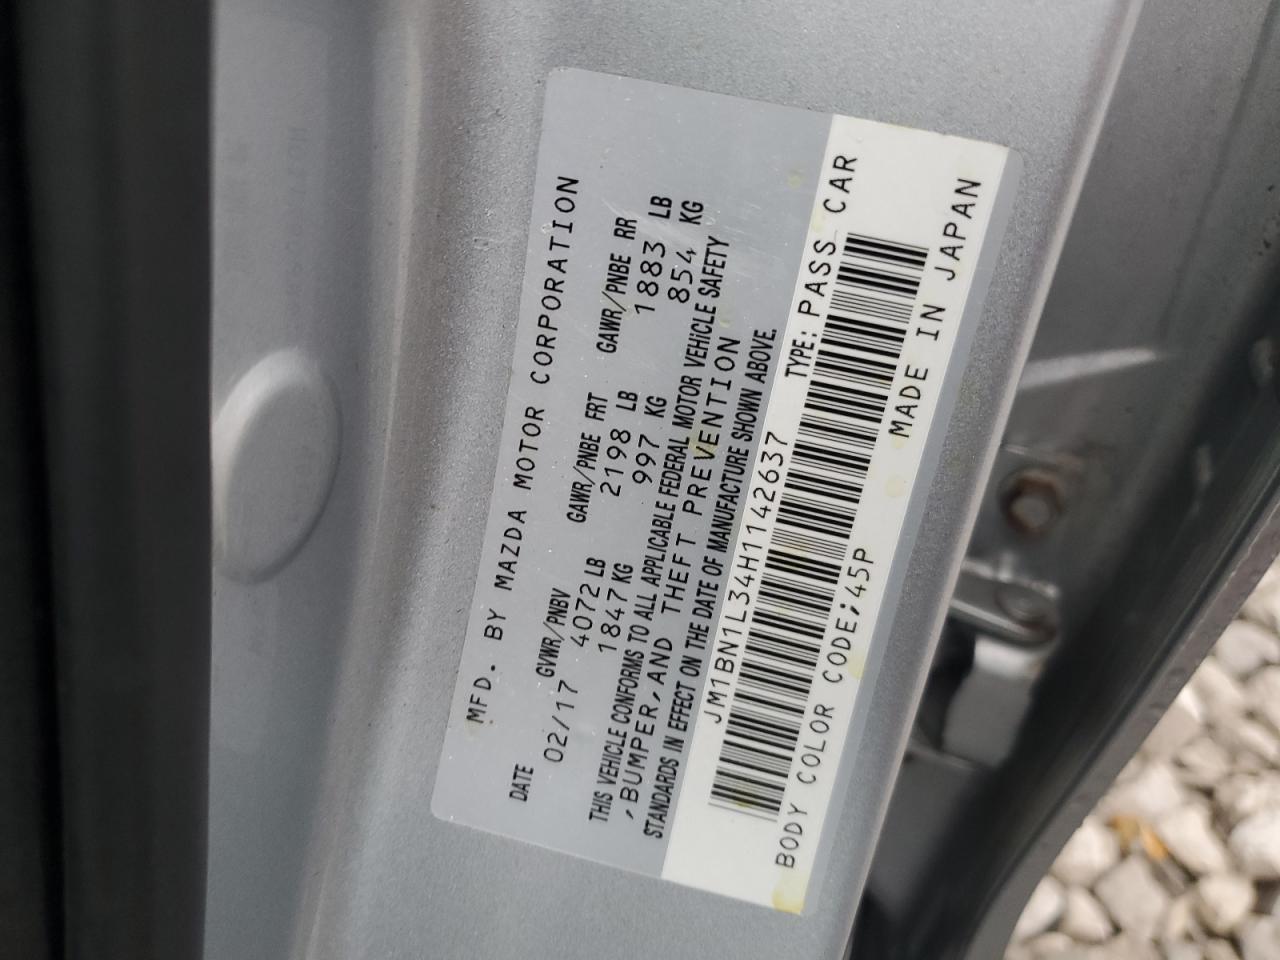 MFD. BY MAZDA MOTOR CORPORATION
DATE GVWR/PNBV GAWR/PNBE FRT GAWR/PNBE RR
02/17 4072 LB 2198 LB 1883 LB
1847 KG 997 KG 854 KG
THIS VEHICLE CONFORMS TO ALL APPLICABLE FEDERAL MOTOR VEHICLE SAFETY
, BUMPER, AND THEFT PREVENTION
STANDARDS IN EFFECT ON THE DATE OF MANUFACTURE SHOWN ABOVE.
JM1BN1L34H1142637 TYPE: PASS CAR
BODY COLOR CODE;45P MADE IN JAPAN